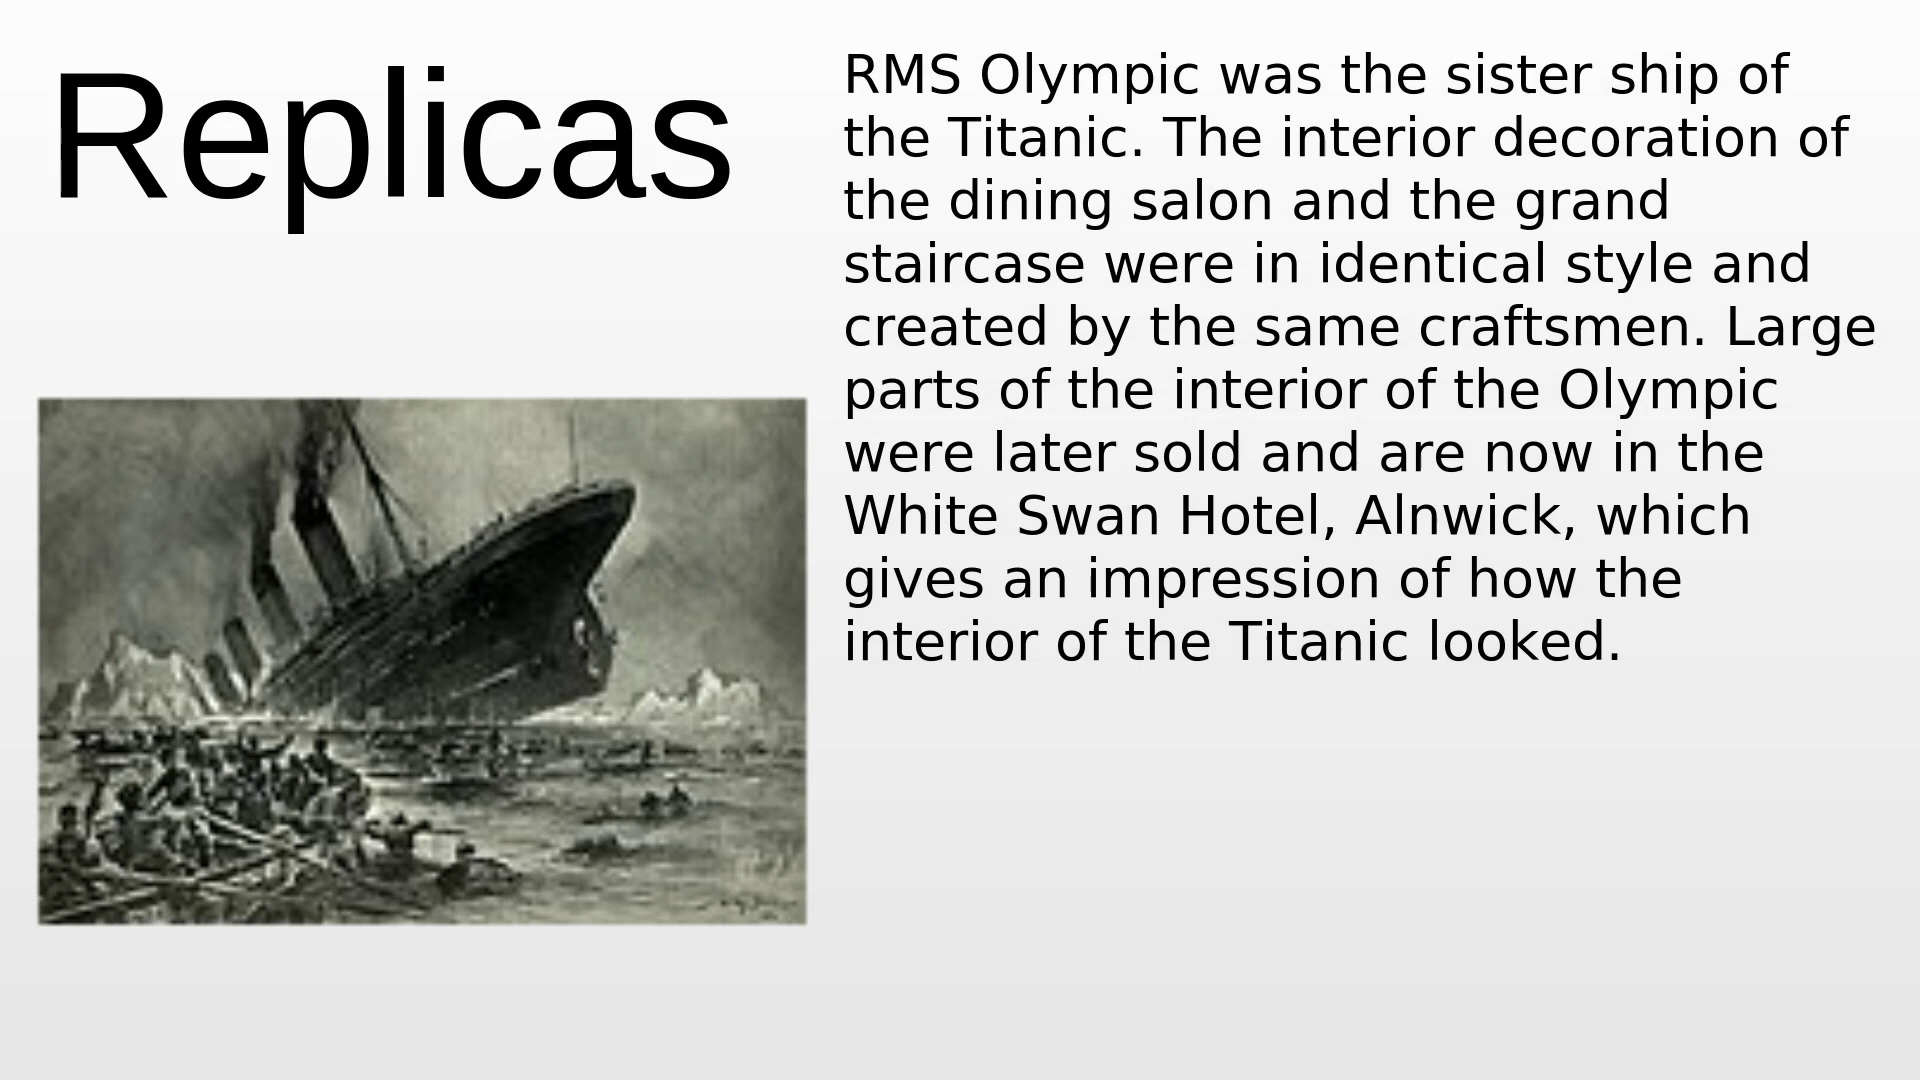 Replicas
RMS Olympic was the sister ship of
the Titanic. The interior decoration of
the dining salon and the grand
staircase were in identical style and
created by the same craftsmen. Large
parts of the interior of the Olympic
were later sold and are now in the
White Swan Hotel, Alnwick, which
gives an impression of how the
interior of the Titanic looked.